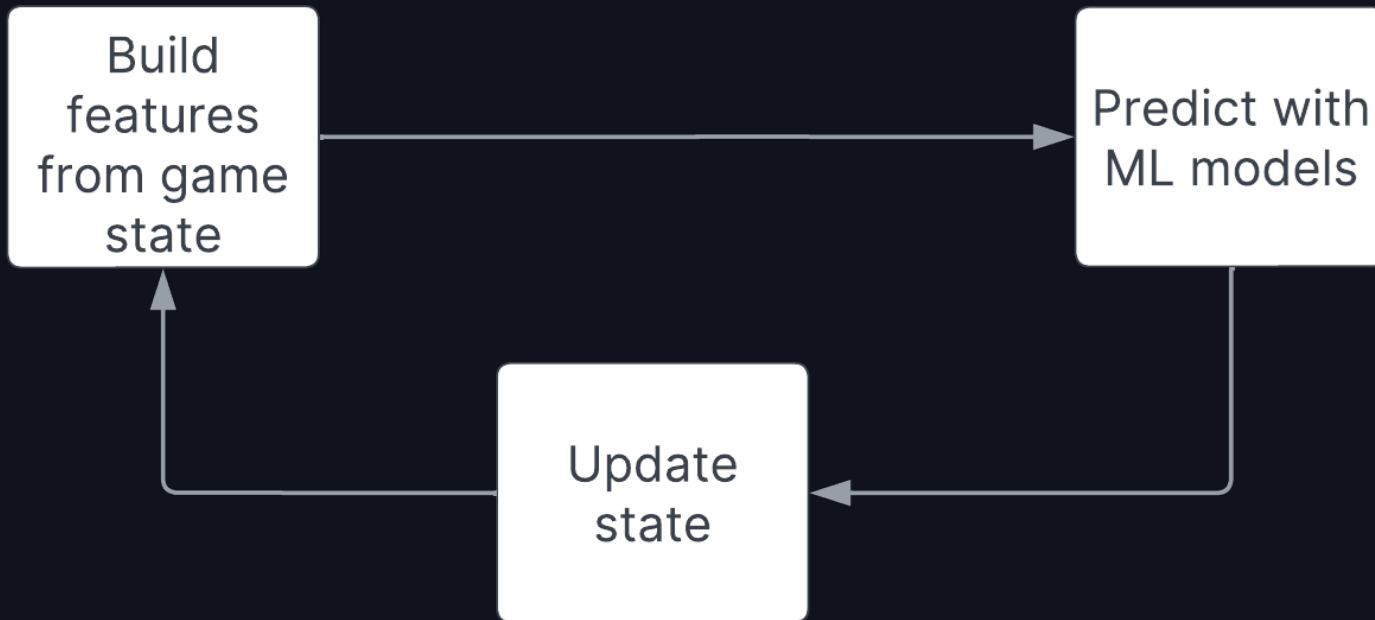 Build
features
from game
state
Predict with
ML models
Update
state